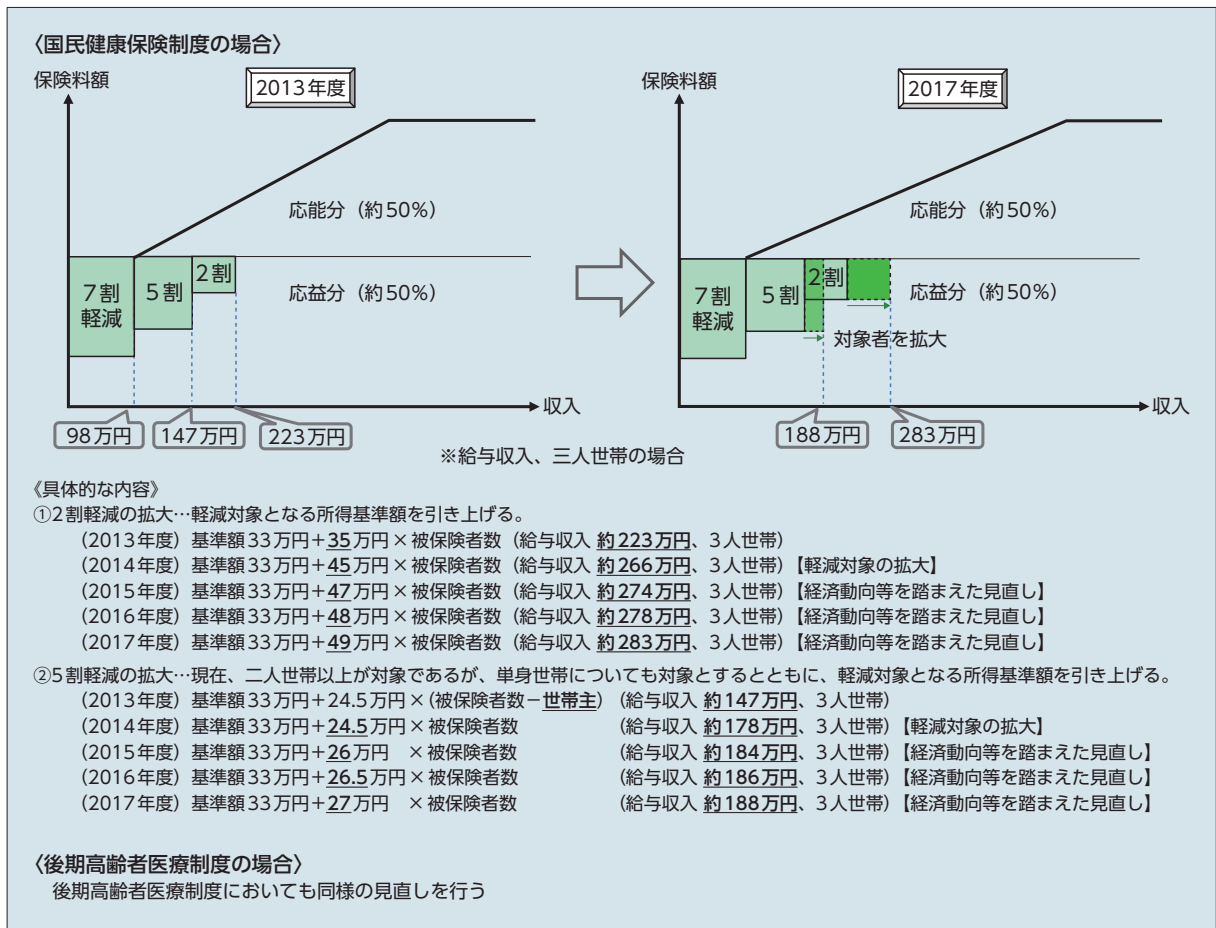 〈国民健康保険制度の場合〉
保険料額
2013年度
応能分（約50%）
7割
軽減
5割
2割
応益分（約50%）
収入
98万円
147万円
223万円
保険料額
2017年度
応能分（約50%）
7割
軽減
5割
2割
応益分（約50%）
対象者を拡大
収入
188万円
283万円
※給与収入、三人世帯の場合
《具体的な内容》
①2割軽減の拡大…軽減対象となる所得基準額を引き上げる。
（2013年度）基準額33万円＋35万円×被保険者数（給与収入 約223万円、3人世帯）
（2014年度）基準額33万円＋45万円×被保険者数（給与収入 約266万円、3人世帯）【軽減対象の拡大】
（2015年度）基準額33万円＋47万円×被保険者数（給与収入 約274万円、3人世帯）【経済動向等を踏まえた見直し】
（2016年度）基準額33万円＋48万円×被保険者数（給与収入 約278万円、3人世帯）【経済動向等を踏まえた見直し】
（2017年度）基準額33万円＋49万円×被保険者数（給与収入 約283万円、3人世帯）【経済動向等を踏まえた見直し】
②5割軽減の拡大…現在、二人世帯以上が対象であるが、単身世帯についても対象とするとともに、軽減対象となる所得基準額を引き上げる。
（2013年度）基準額33万円＋24.5万円×（被保険者数－世帯主）（給与収入 約147万円、3人世帯）
（2014年度）基準額33万円＋24.5万円×被保険者数 （給与収入 約178万円、3人世帯）【軽減対象の拡大】
（2015年度）基準額33万円＋26万円 ×被保険者数 （給与収入 約184万円、3人世帯）【経済動向等を踏まえた見直し】
（2016年度）基準額33万円＋26.5万円×被保険者数 （給与収入 約186万円、3人世帯）【経済動向等を踏まえた見直し】
（2017年度）基準額33万円＋27万円 ×被保険者数 （給与収入 約188万円、3人世帯）【経済動向等を踏まえた見直し】
〈後期高齢者医療制度の場合〉
後期高齢者医療制度においても同様の見直しを行う